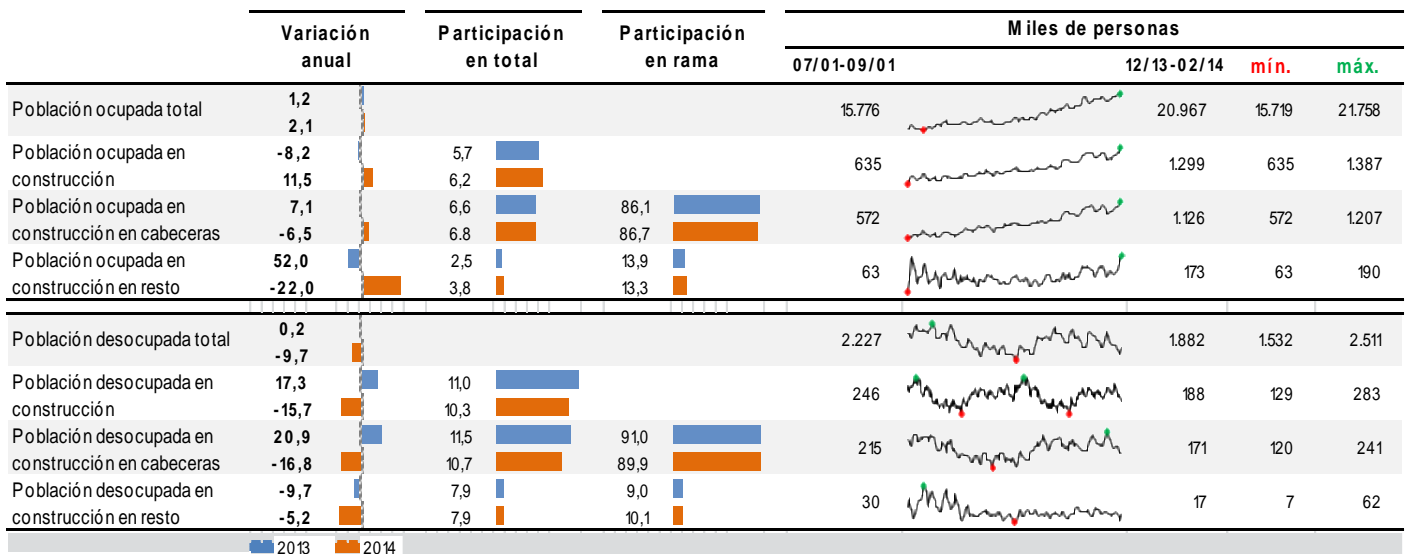 Variación anual Participación en total Participación en rama Miles de personas
07/01-09/01 12/13-02/14 mín. máx.
Población ocupada total 1,2 15.776 20.967 15.719 21.758
2,1
Población ocupada en -8,2 5,7 635 1.299 635 1.387
construcción 11,5 6,2
Población ocupada en 7,1 6,6 86,1 572 1.126 572 1.207
construcción en cabeceras -6,5 6.8 86,7
Población ocupada en 52,0 2,5 13,9 63 173 63 190
construcción en resto -22,0 3,8 13,3
Población desocupada total 0,2 2.227 1.882 1.532 2.511
-9,7
Población desocupada en 17,3 11,0 246 188 129 283
construcción -15,7 10,3
Población desocupada en 20,9 11,5 91,0 215 171 120 241
construcción en cabeceras -16,8 10,7 89,9
Población desocupada en -9,7 7,9 9,0 30 17 7 62
construcción en resto -5,2 7,9 10,1
2013 2014